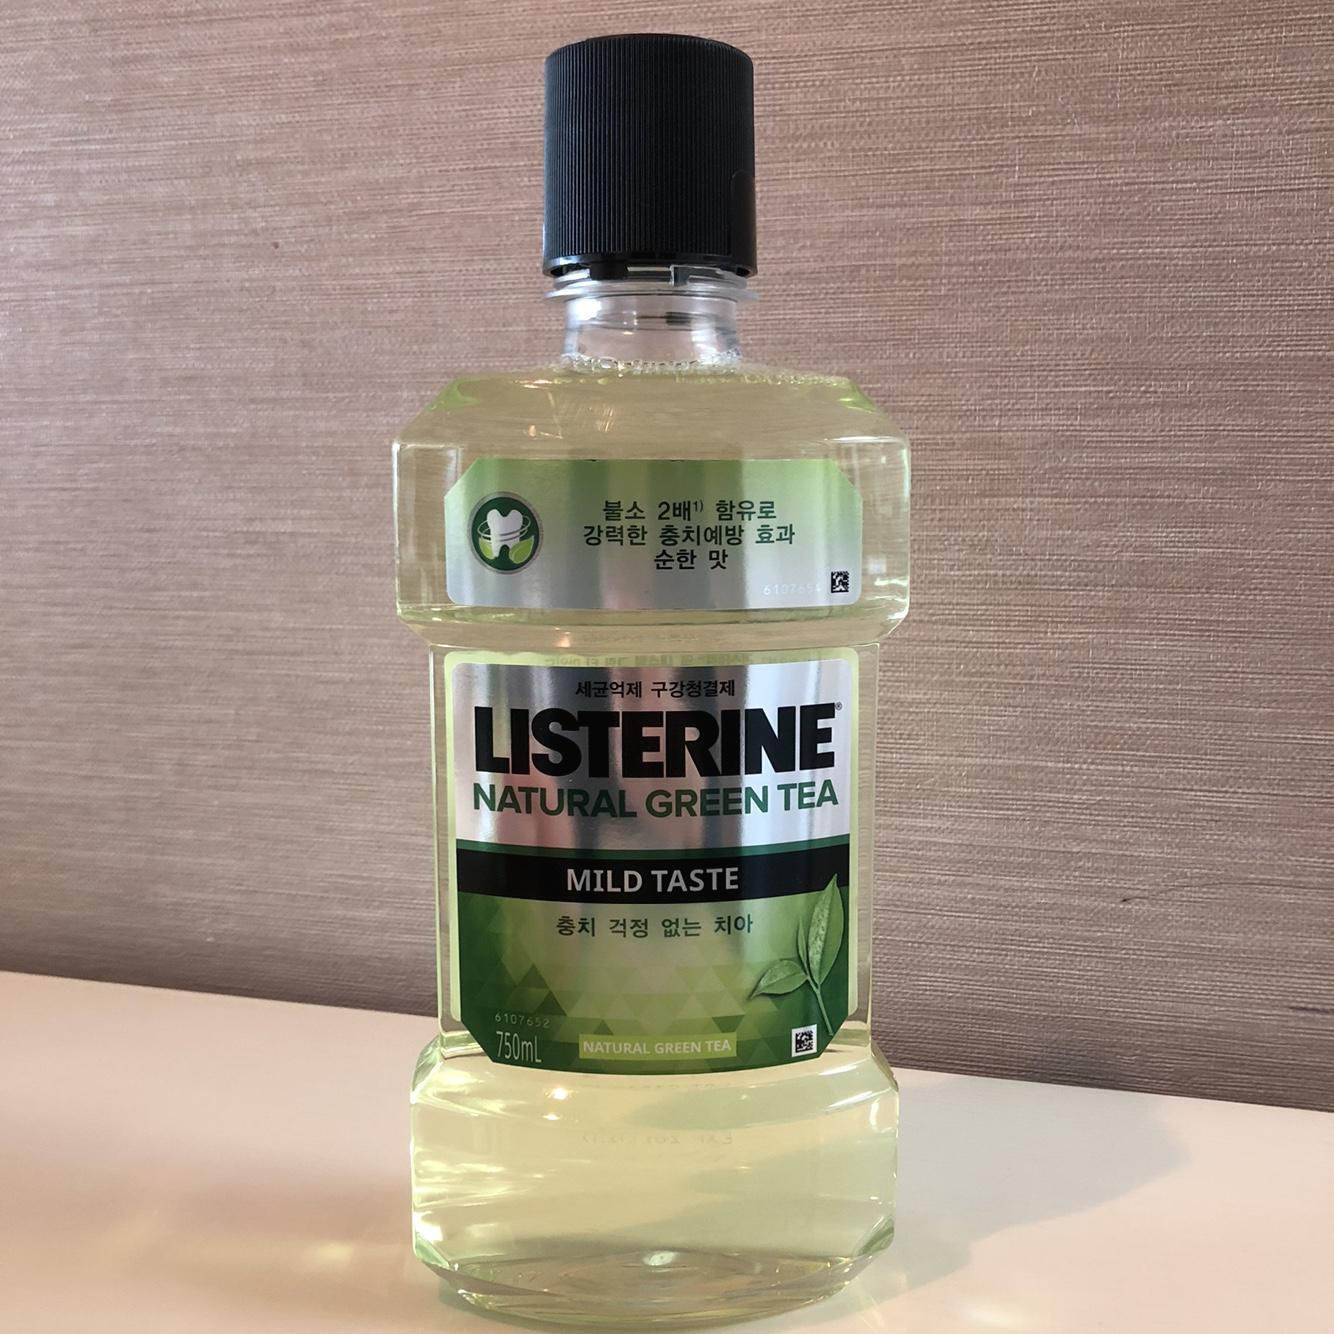 불소 2배¹⁾ 함유로
강력한 충치예방 효과
순한 맛
6107654
세균억제 구강청결제
LISTERINE®
NATURAL GREEN TEA
MILD TASTE
충치 걱정 없는 치아
6107652
750mL
NATURAL GREEN TEA